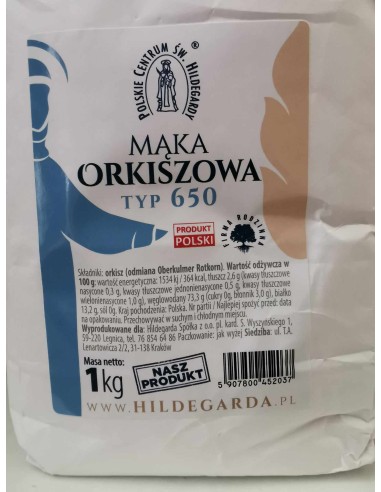 POLSKIE CENTRUM ŚW. HILDEGARDY ®
MĄKA
ORKISZOWA
TYP 650
PRODUKT
POLSKI
FIRMA RODZINNA
Składniki: orkisz (odmiana Oberkulmer Rotkorn). Wartość odżywcza w
100 g: wartość energetyczna: 1534 kJ / 364 kcal, tłuszcz 2,6 g (kwasy tłuszczowe
nasycone 0,3 g, kwasy tłuszczowe jednonienasycone 0,5 g, kwasy tłuszczowe
wielonienasycone 1,0 g), węglowodany 73,3 g (cukry 0g, błonnik 3,0 g), białko
13,2 g, sól 0g. Kraj pochodzenia: Polska. Nr partii / Najlepiej spożyć przed: data
na opakowaniu. Przechowywać w suchym i chłodnym miejscu.
Wyprodukowane dla: Hildegarda Spółka z o.o. pl. kard. S. Wyszyńskiego 1,
59-220 Legnica, tel. 76 854 64 86 Paczkowanie: jak wyżej Siedziba: ul. T.A.
Lenartowicza 2/2, 31-138 Kraków
Masa netto:
1kg
NASZ
PRODUKT
5 907800 452037
WWW.HILDEGARDA.PL